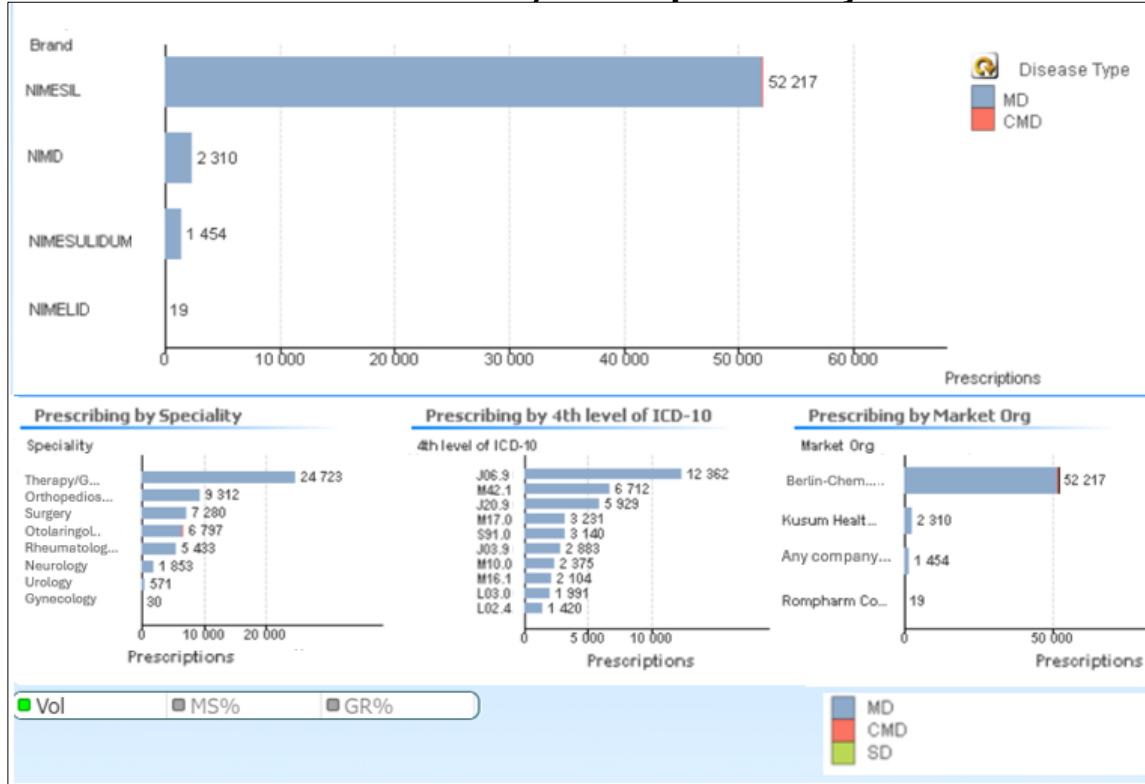 Brand
NIMESIL
52 217
NIMID
2 310
NIMESULIDUM
1 454
NIMELID
19
0 10 000 20 000 30 000 40 000 50 000 60 000
Prescriptions
Disease Type
MD
CMD
Prescribing by Speciality
Speciality
Therapy/G... 24 723
Orthopedios... 9 312
Surgery 7 280
Otolaringol.. 6 797
Rheumatolog... 5 433
Neurology 1 853
Urology 571
Gynecology 30
0 10 000 20 000
Prescriptions
Prescribing by 4th level of ICD-10
4th level of ICD-10
J06.9 12 362
M42.1 6 712
J20.9 5 929
M17.0 3 231
S91.0 3 140
J03.9 2 883
M10.0 2 375
M16.1 2 104
L03.0 1 991
L02.4 1 420
0 5 000 10 000
Prescriptions
Prescribing by Market Org
Market Org
Berlin-Chem..... 52 217
Kusum Healt... 2 310
Any company... 1 454
Rompharm Co... 19
0 50 000
Prescriptions
Vol MS% GR%
MD
CMD
SD